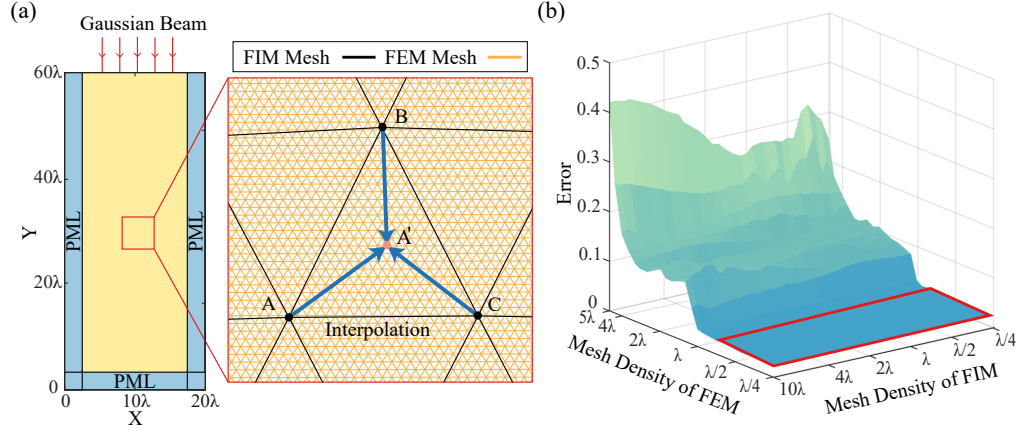 (a)
Gaussian Beam
60λ
40λ
20λ
0
Y
PML
PML
PML
0
10λ
20λ
X
FIM Mesh
FEM Mesh
B
A'
A
C
Interpolation
(b)
0.5
0.4
0.3
0.2
0.1
0
Error
5λ
4λ
2λ
λ
λ/2
λ/4
Mesh Density of FEM
10λ
4λ
2λ
λ
λ/2
λ/4
Mesh Density of FIM